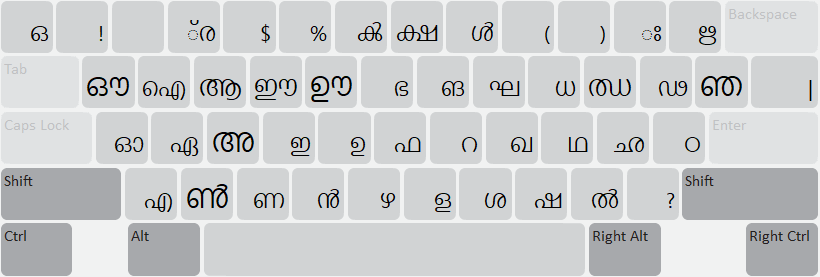 ഒ ! ്ര $ % ൿ ക്ഷ ൾ ( ) ഃ ഋ Backspace
Tab ഔ ഐ ആ ഈ ഊ ഭ ങ ഘ ധ ഝ ഢ ഞ |
Caps Lock ഓ ഏ അ ഇ ഉ ഫ റ ഖ ഥ ഛ ഠ Enter
Shift എ ൺ ണ ൻ ഴ ള ശ ഷ ൽ ? Shift
Ctrl Alt Right Alt Right Ctrl